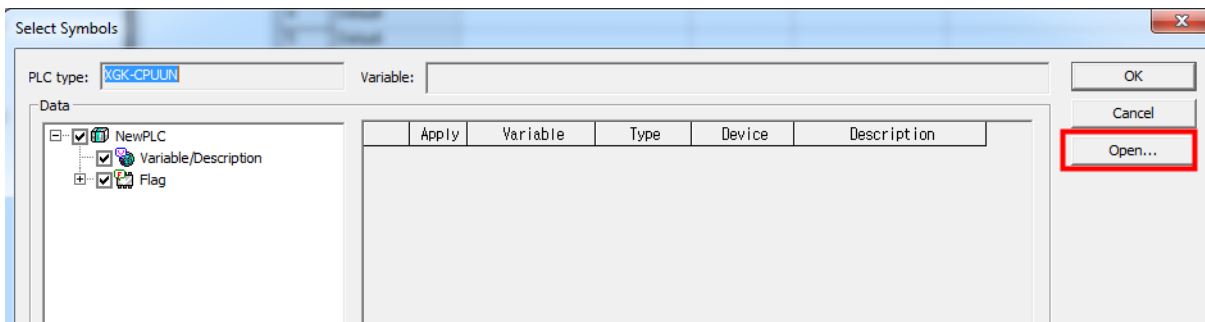 Select Symbols
PLC type: XGK-CPUUN
Variable:
OK
Data
Cancel
NewPLC
Apply Variable Type Device Description
Open...
Variable/Description
Flag